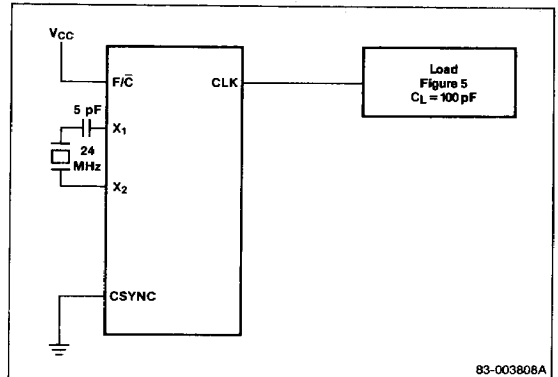 VCC
F/C̅
CLK
Load
Figure 5
CL = 100 pF
5 pF
X1
24
MHz
X2
CSYNC
83-003808A